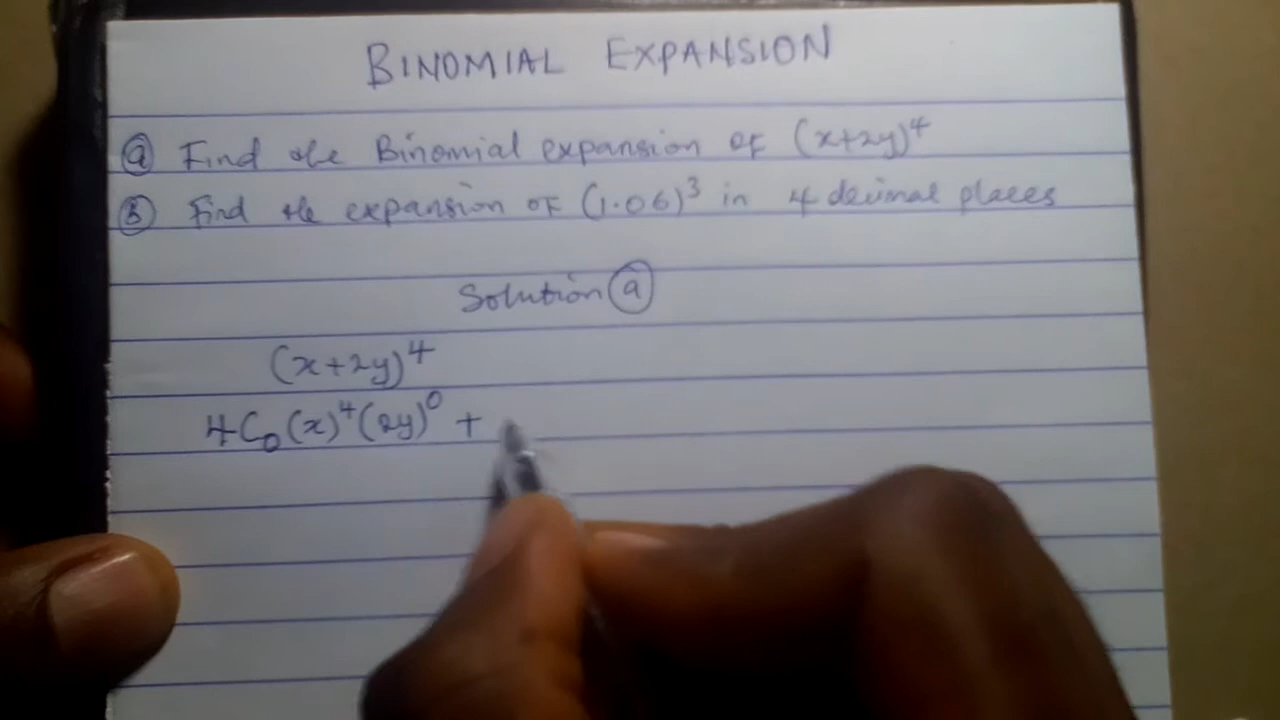 BINOMIAL EXPANSION
ⓐ Find the Binomial expansion of (x+2y)⁴
ⓑ Find the expansion of (1.06)³ in 4 decimal places
Solution ⓐ
(x+2y)⁴
4C₀(x)⁴(2y)⁰ +